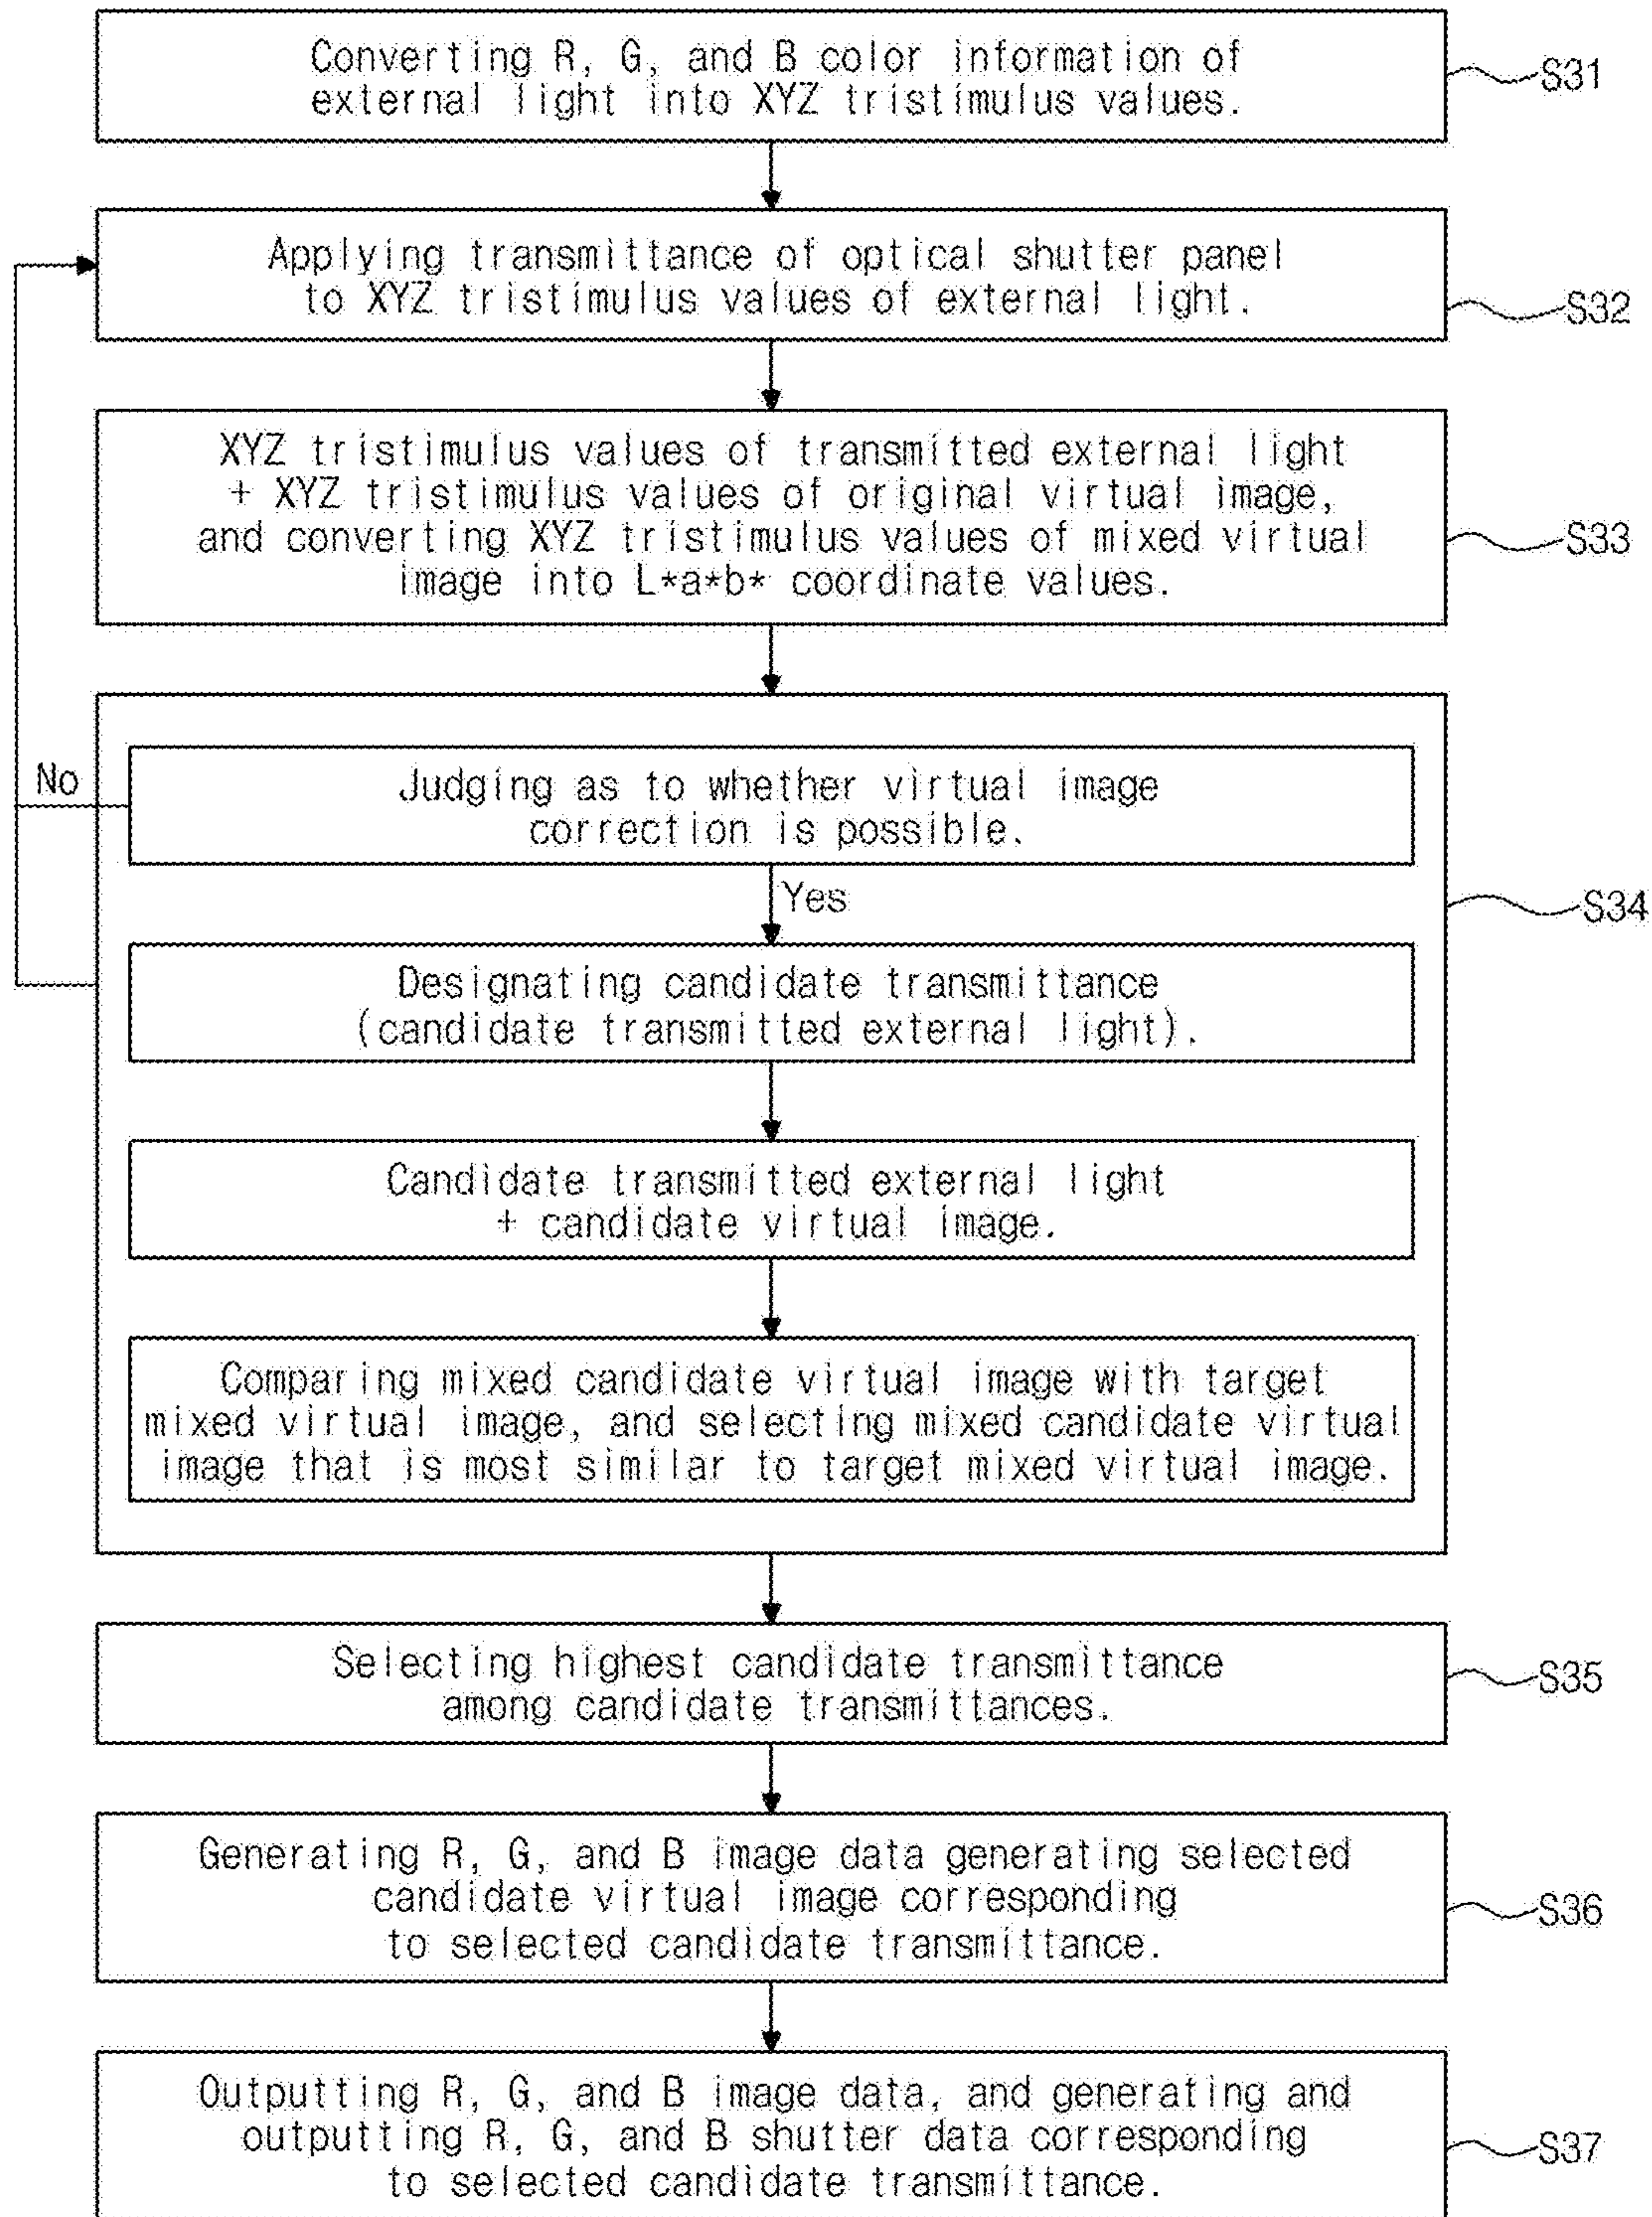 Converting R, G, and B color information of
external light into XYZ tristimulus values.
S31
Applying transmittance of optical shutter panel
to XYZ tristimulus values of external light.
S32
XYZ tristimulus values of transmitted external light
+ XYZ tristimulus values of original virtual image,
and converting XYZ tristimulus values of mixed virtual
image into L*a*b* coordinate values.
S33
No
Judging as to whether virtual image
correction is possible.
Yes
S34
Designating candidate transmittance
(candidate transmitted external light).
Candidate transmitted external light
+ candidate virtual image.
Comparing mixed candidate virtual image with target
mixed virtual image, and selecting mixed candidate virtual
image that is most similar to target mixed virtual image.
Selecting highest candidate transmittance
among candidate transmittances.
S35
Generating R, G, and B image data generating selected
candidate virtual image corresponding
to selected candidate transmittance.
S36
Outputting R, G, and B image data, and generating and
outputting R, G, and B shutter data corresponding
to selected candidate transmittance.
S37